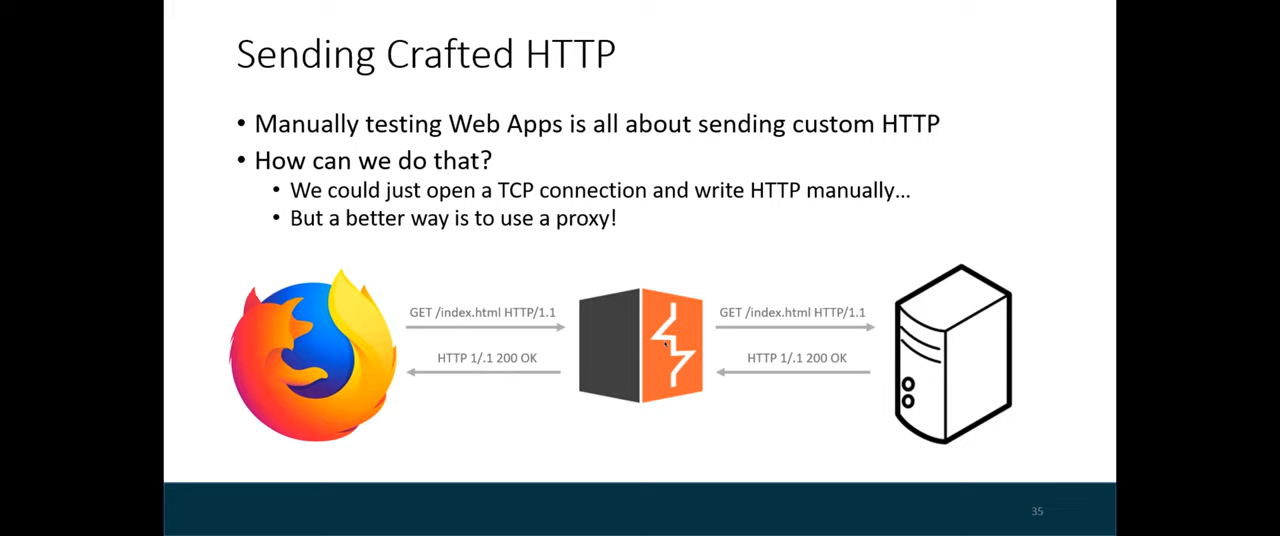 Sending Crafted HTTP
• Manually testing Web Apps is all about sending custom HTTP
• How can we do that?
• We could just open a TCP connection and write HTTP manually…
• But a better way is to use a proxy!
GET /index.html HTTP/1.1
GET /index.html HTTP/1.1
HTTP 1/.1 200 OK
HTTP 1/.1 200 OK
35